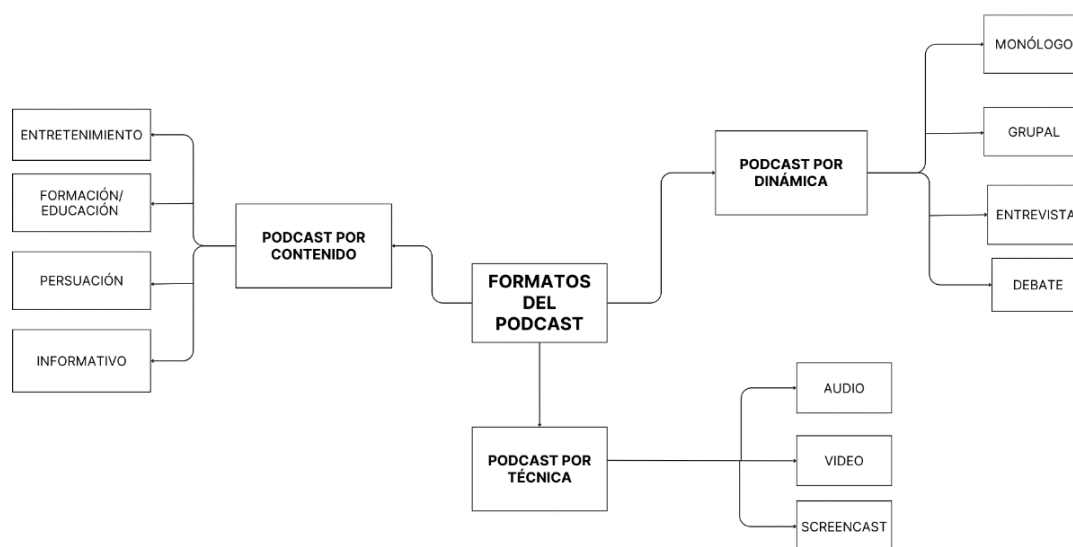 FORMATOS
DEL
PODCAST
PODCAST POR
CONTENIDO
ENTRETENIMIENTO
FORMACIÓN/
EDUCACIÓN
PERSUACIÓN
INFORMATIVO
PODCAST POR
DINÁMICA
MONÓLOGO
GRUPAL
ENTREVISTA
DEBATE
PODCAST POR
TÉCNICA
AUDIO
VIDEO
SCREENCAST